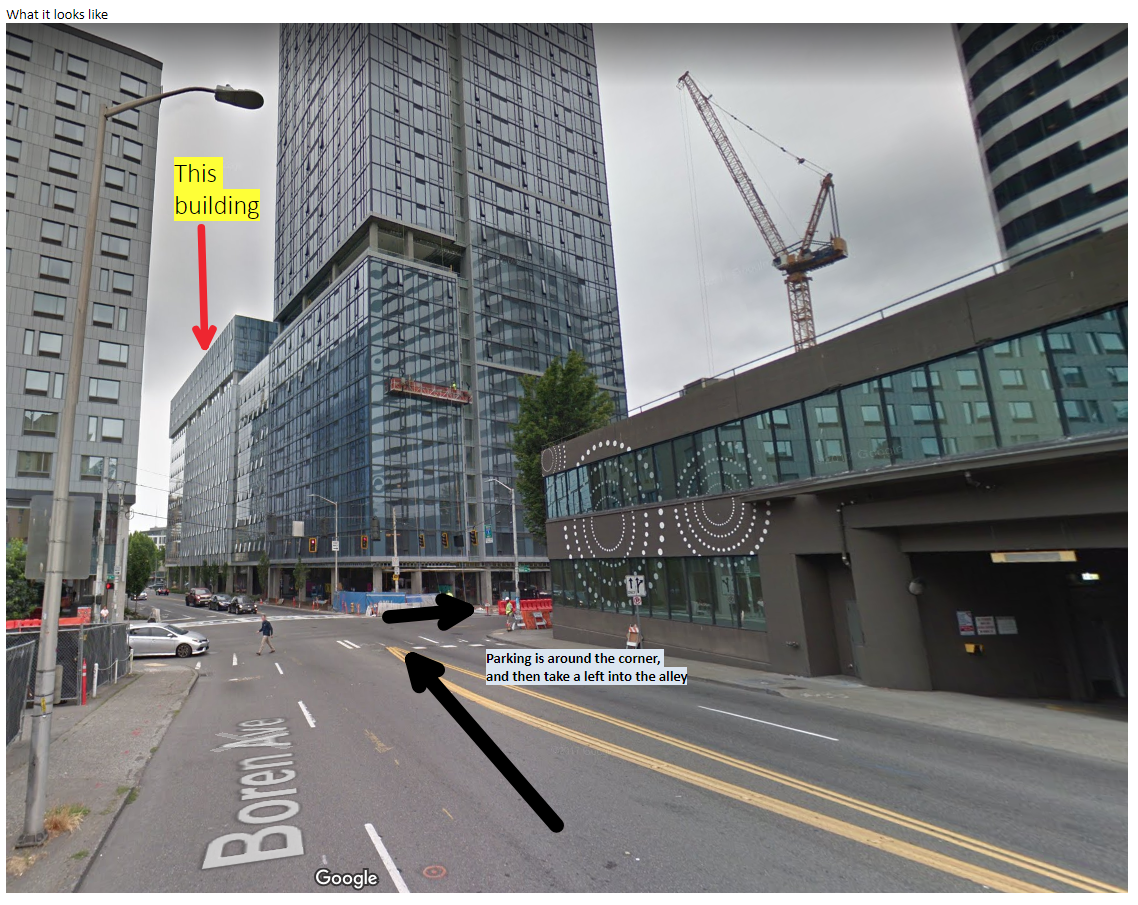 What it looks like
This
building
Parking is around the corner,
and then take a left into the alley
Boren Ave
Google